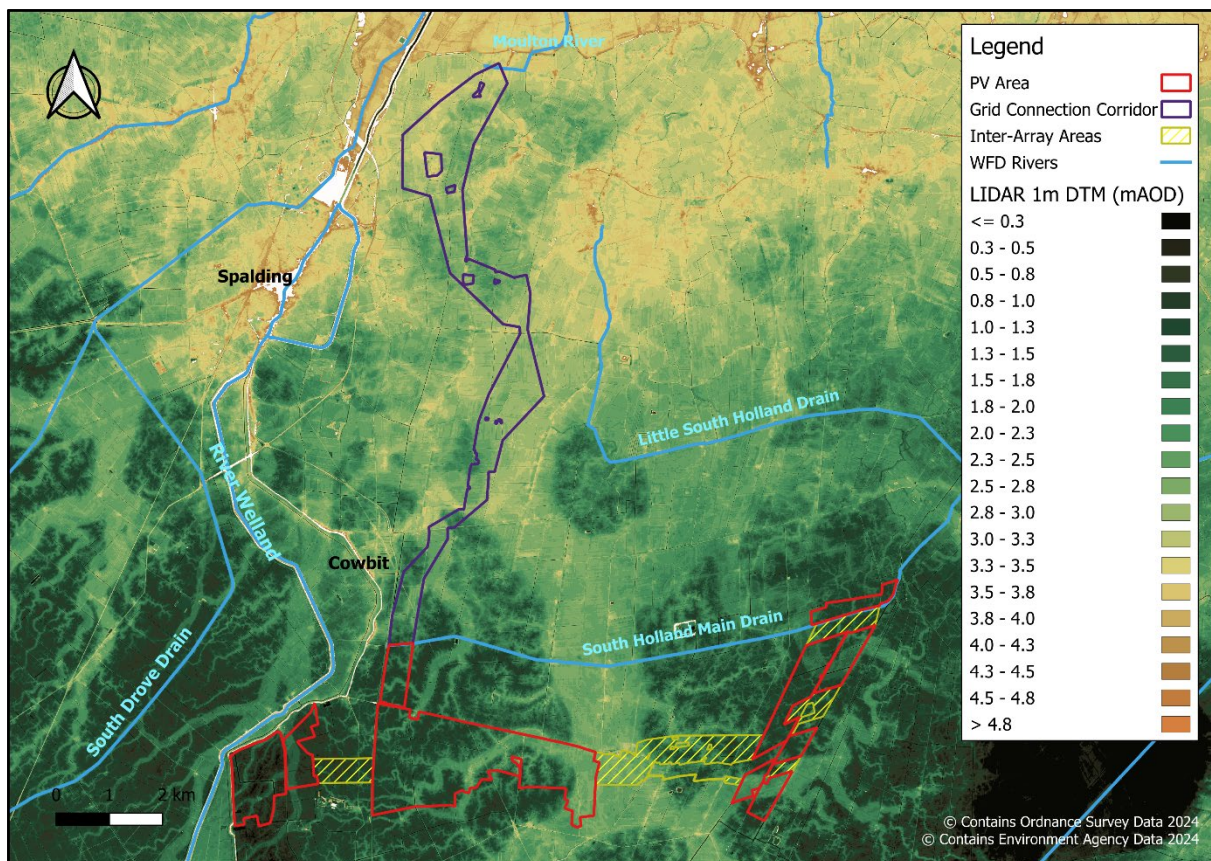 Moulton River
Spalding
River Welland
Cowbit
South Drove Drain
Little South Holland Drain
South Holland Main Drain
0 1 2 km
Legend
PV Area
Grid Connection Corridor
Inter-Array Areas
WFD Rivers
LIDAR 1m DTM (mAOD)
<= 0.3
0.3 - 0.5
0.5 - 0.8
0.8 - 1.0
1.0 - 1.3
1.3 - 1.5
1.5 - 1.8
1.8 - 2.0
2.0 - 2.3
2.3 - 2.5
2.5 - 2.8
2.8 - 3.0
3.0 - 3.3
3.3 - 3.5
3.5 - 3.8
3.8 - 4.0
4.0 - 4.3
4.3 - 4.5
4.5 - 4.8
> 4.8
© Contains Ordnance Survey Data 2024
© Contains Environment Agency Data 2024